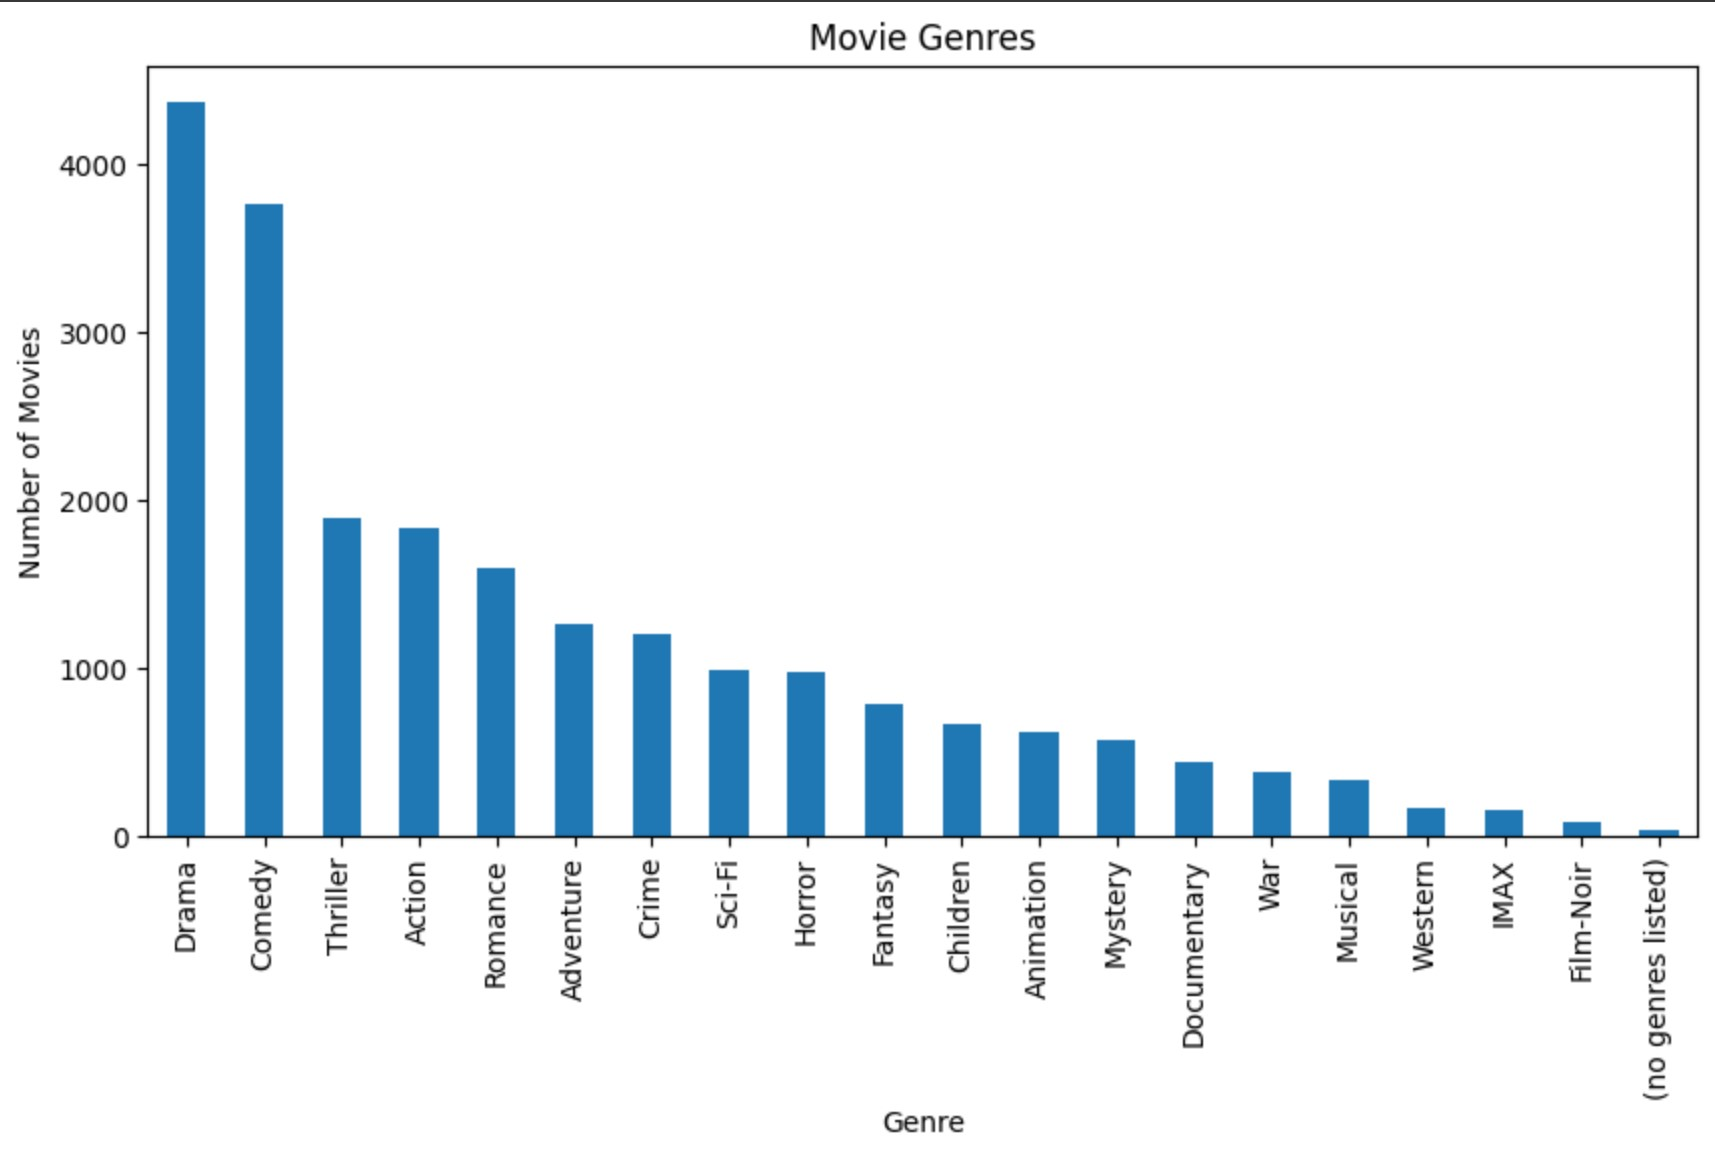 Movie Genres
Number of Movies
4000
3000
2000
1000
0
Drama
Comedy
Thriller
Action
Romance
Adventure
Crime
Sci-Fi
Horror
Fantasy
Children
Animation
Mystery
Documentary
War
Musical
Western
IMAX
Film-Noir
(no genres listed)
Genre